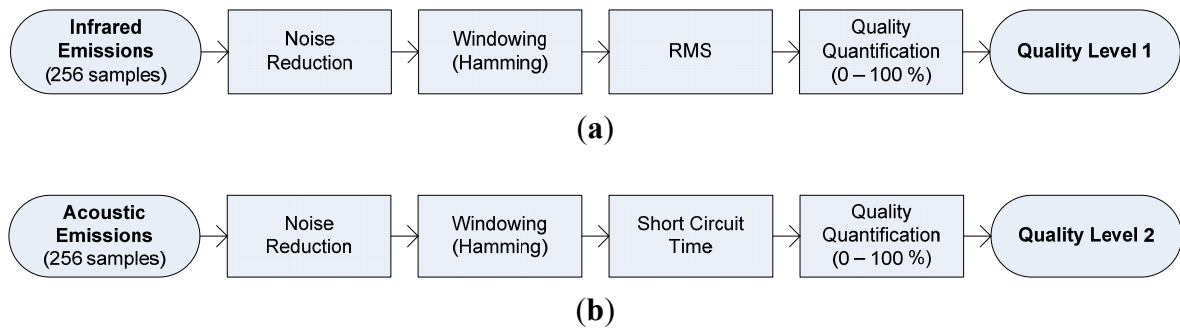 Infrared
Emissions
(256 samples)
Noise
Reduction
Windowing
(Hamming)
RMS
Quality
Quantification
(0 – 100 %)
Quality Level 1
(a)
Acoustic
Emissions
(256 samples)
Noise
Reduction
Windowing
(Hamming)
Short Circuit
Time
Quality
Quantification
(0 – 100 %)
Quality Level 2
(b)